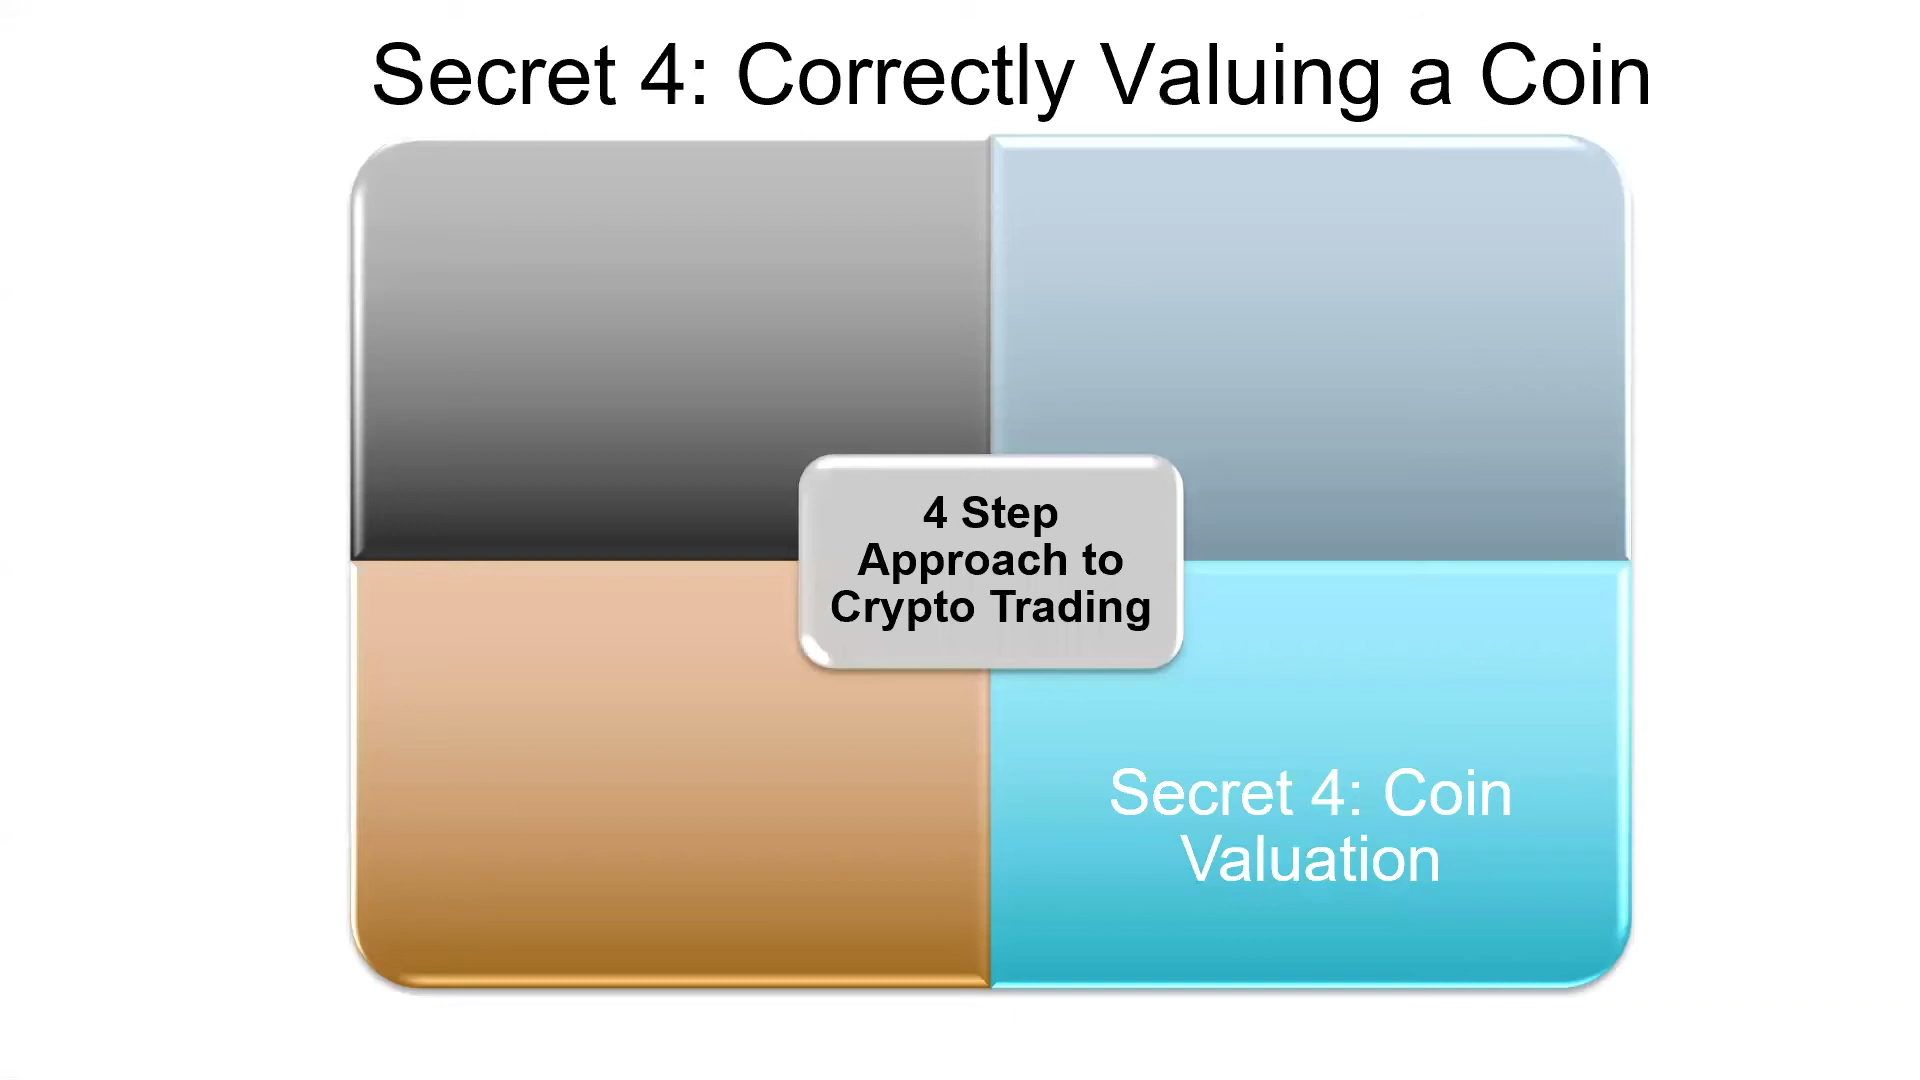 Secret 4: Correctly Valuing a Coin
4 Step
Approach to
Crypto Trading
Secret 4: Coin
Valuation